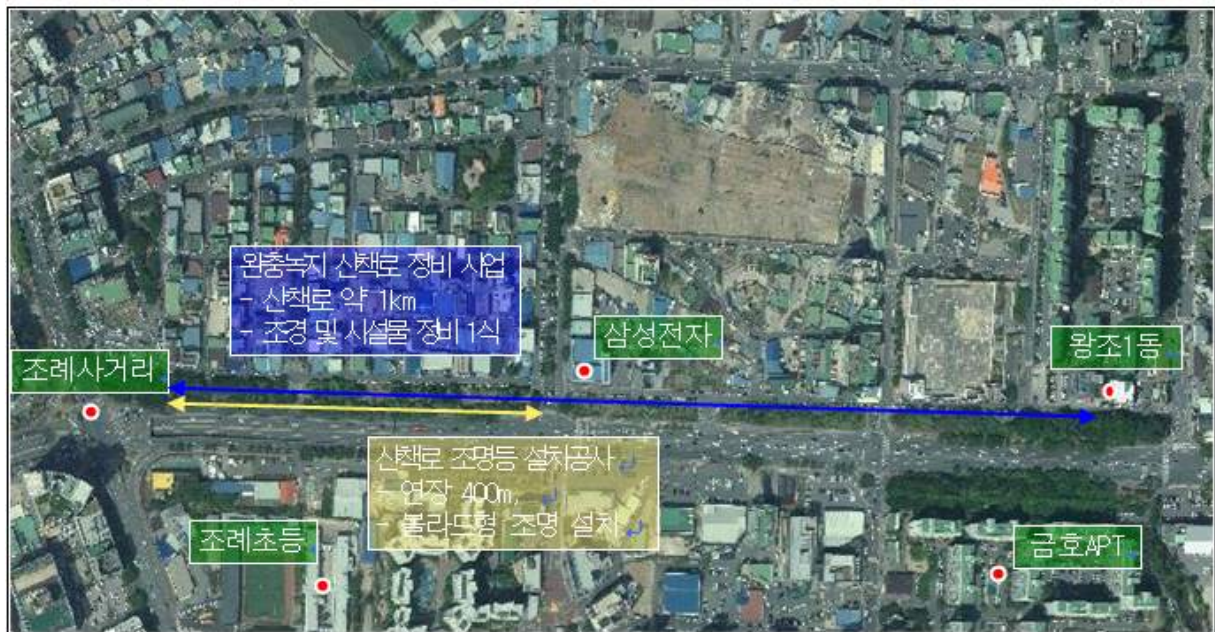 완충녹지 산책로 정비 사업
- 산책로 약 1km
- 조경 및 시설물 정비 1식
삼성전자
왕조1동
조례사거리
산책로 조명등 설치공사
- 연장 400m,
- 볼라드형 조명 설치
조례초등
금호APT